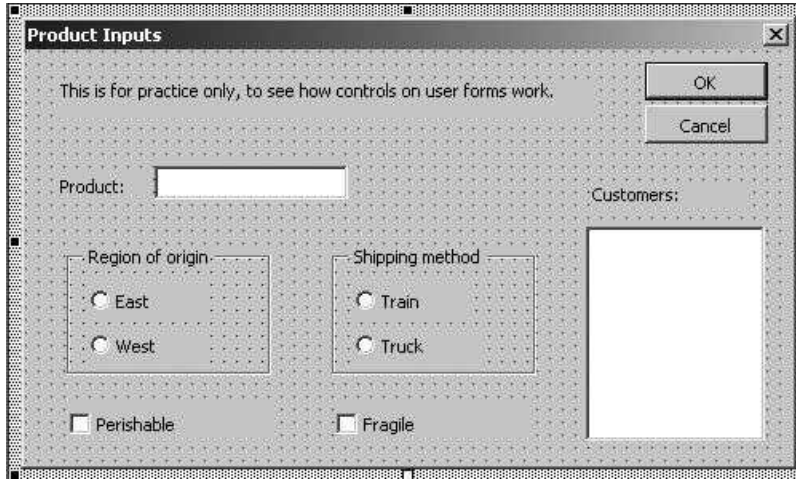 Product Inputs
This is for practice only, to see how controls on user forms work.
OK
Cancel
Product:
Customers:
Region of origin
Shipping method
East
Train
West
Truck
Perishable
Fragile